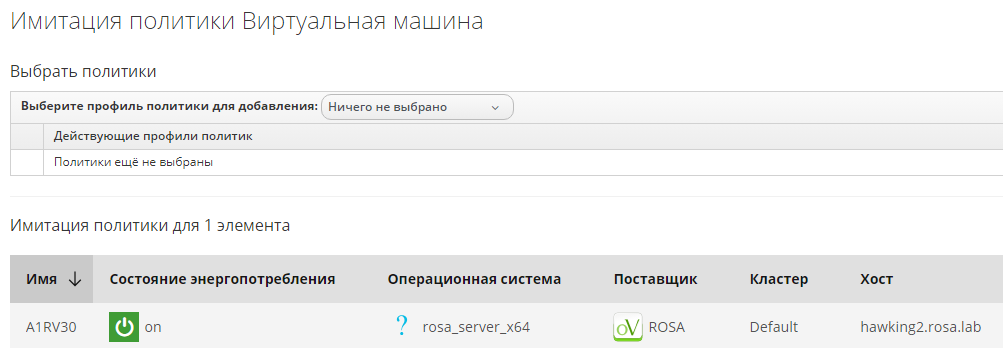 Имитация политики Виртуальная машина
Выбрать политики
Выберите профиль политики для добавления: Ничего не выбрано
Действующие профили политик
Политики ещё не выбраны
Имитация политики для 1 элемента
Имя Состояние энергопотребления Операционная система Поставщик Кластер Хост
A1RV30 on ? rosa_server_x64 oV ROSA Default hawking2.rosa.lab